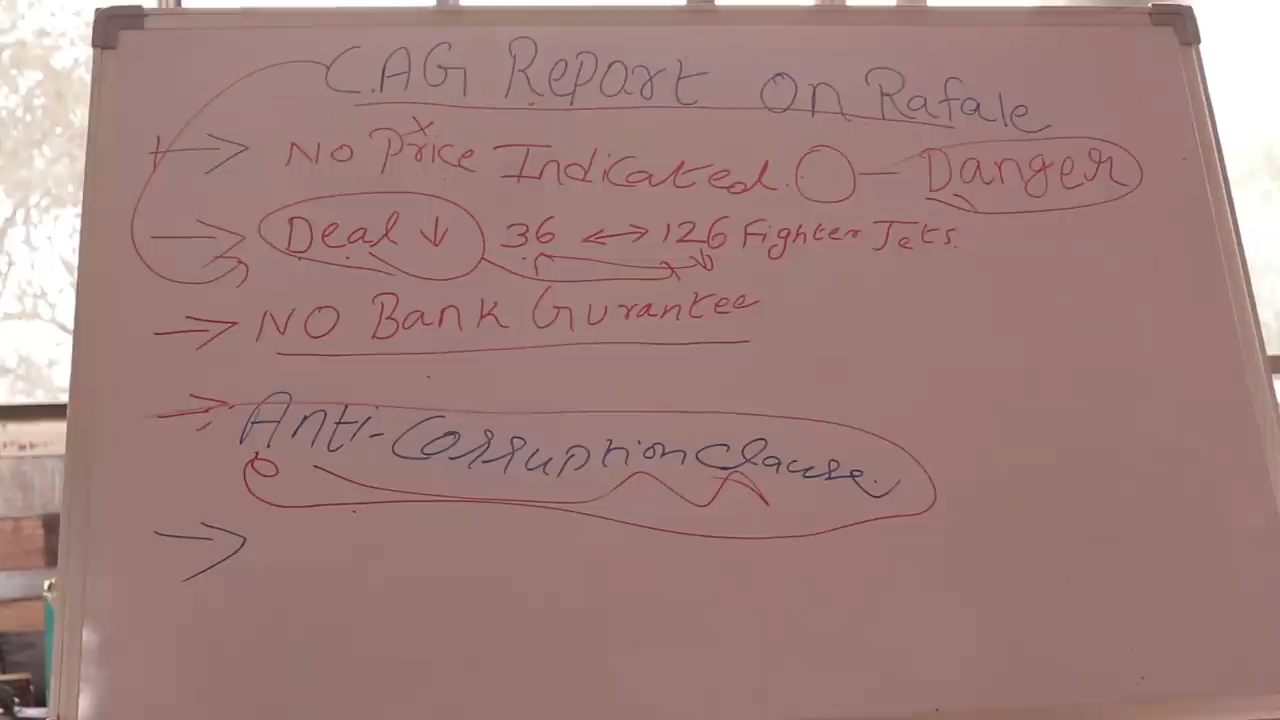 CAG Report on Rafale
→ No Price Indicated. — Danger
→ Deal ↓ 36 ↔ 126 Fighter Jets.
→ No Bank Gurantee
→ Anti-Corruption Clause.
→